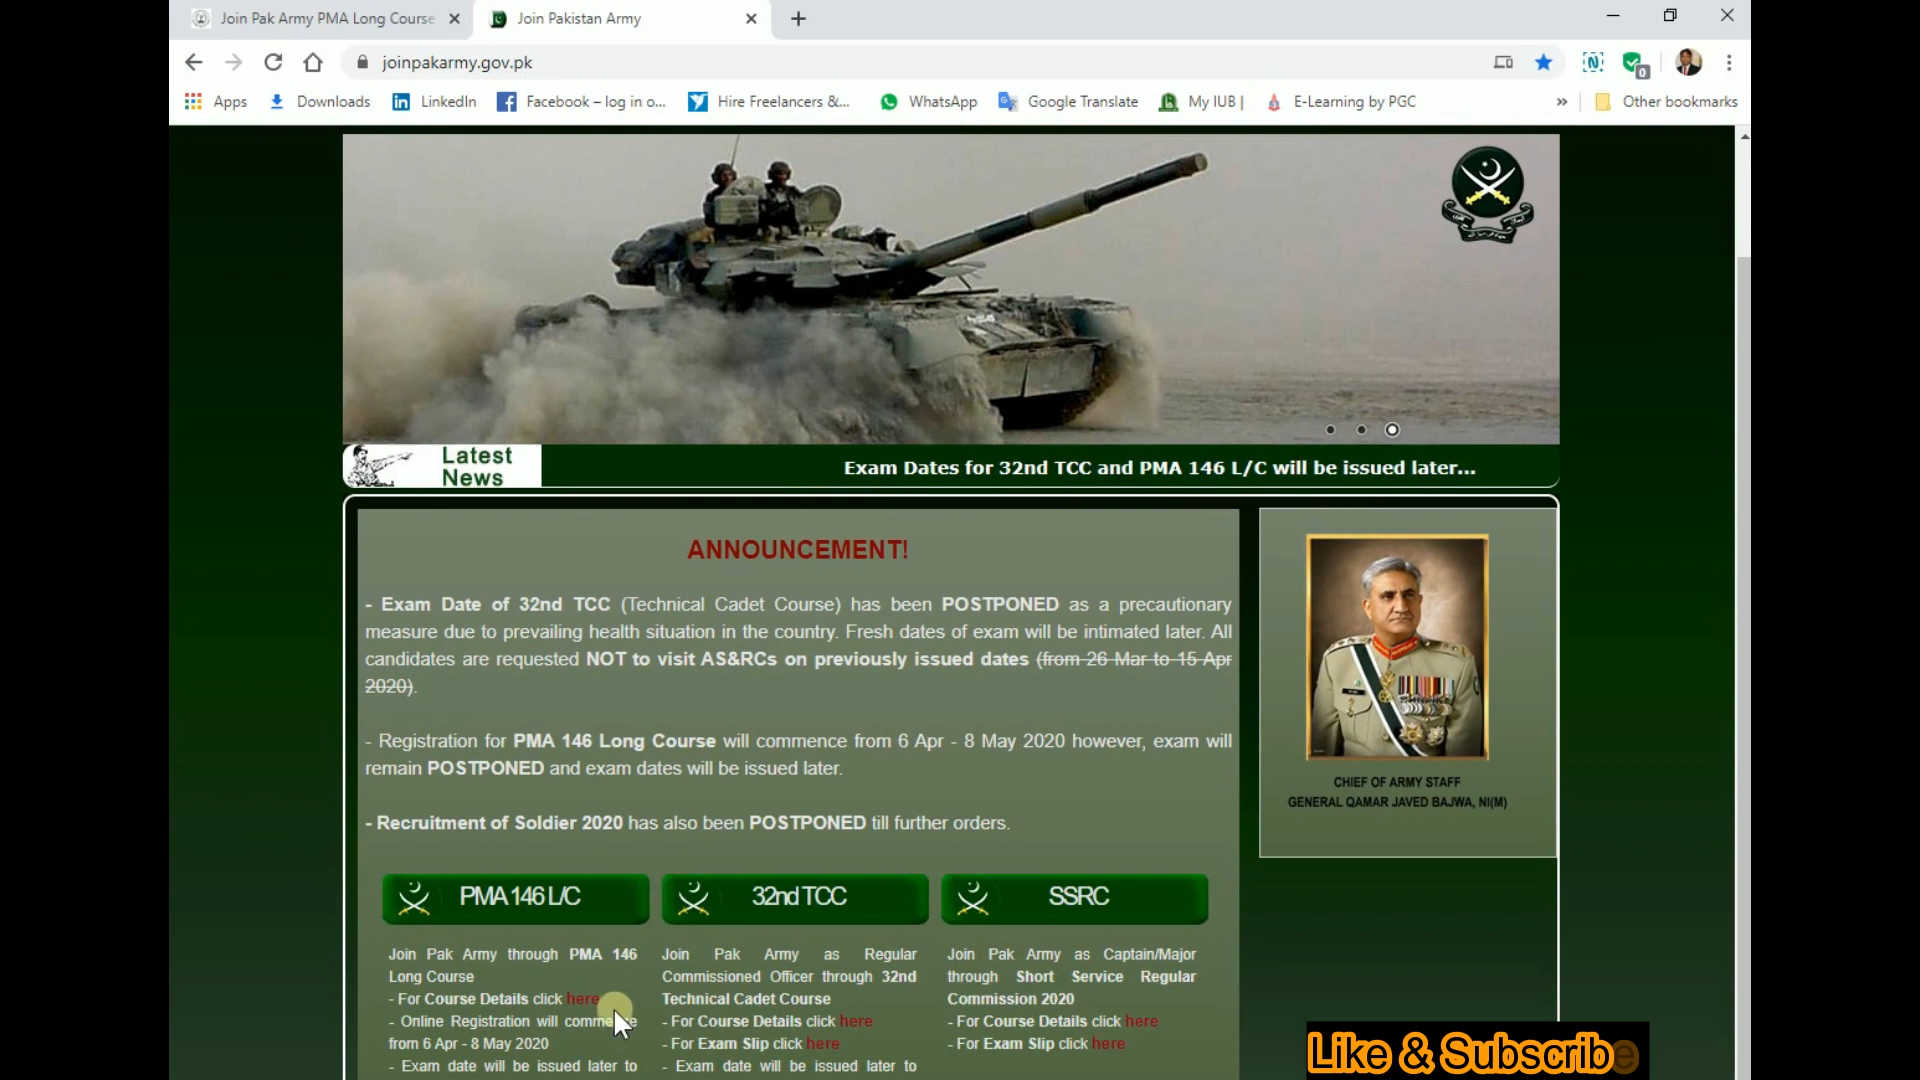 Join Pak Army PMA Long Course
Join Pakistan Army
joinpakarmy.gov.pk
0
Apps
Downloads
LinkedIn
Facebook – log in o...
Hire Freelancers &...
WhatsApp
Google Translate
My IUB |
E-Learning by PGC
»
Other bookmarks
Latest
News
Exam Dates for 32nd TCC and PMA 146 L/C will be issued later...
ANNOUNCEMENT!
- Exam Date of 32nd TCC (Technical Cadet Course) has been POSTPONED as a precautionary
measure due to prevailing health situation in the country. Fresh dates of exam will be intimated later. All
candidates are requested NOT to visit AS&RCs on previously issued dates (from 26 Mar to 15 Apr
2020).
- Registration for PMA 146 Long Course will commence from 6 Apr - 8 May 2020 however, exam will
remain POSTPONED and exam dates will be issued later.
- Recruitment of Soldier 2020 has also been POSTPONED till further orders.
CHIEF OF ARMY STAFF
GENERAL QAMAR JAVED BAJWA, NI(M)
PMA 146 L/C
Join Pak Army through PMA 146
Long Course
- For Course Details click here
- Online Registration will commence
from 6 Apr - 8 May 2020
- Exam date will be issued later to
32nd TCC
Join Pak Army as Regular
Commissioned Officer through 32nd
Technical Cadet Course
- For Course Details click here
- For Exam Slip click here
- Exam date will be issued later to
SSRC
Join Pak Army as Captain/Major
through Short Service Regular
Commission 2020
- For Course Details click here
- For Exam Slip click here
Like & Subscribe